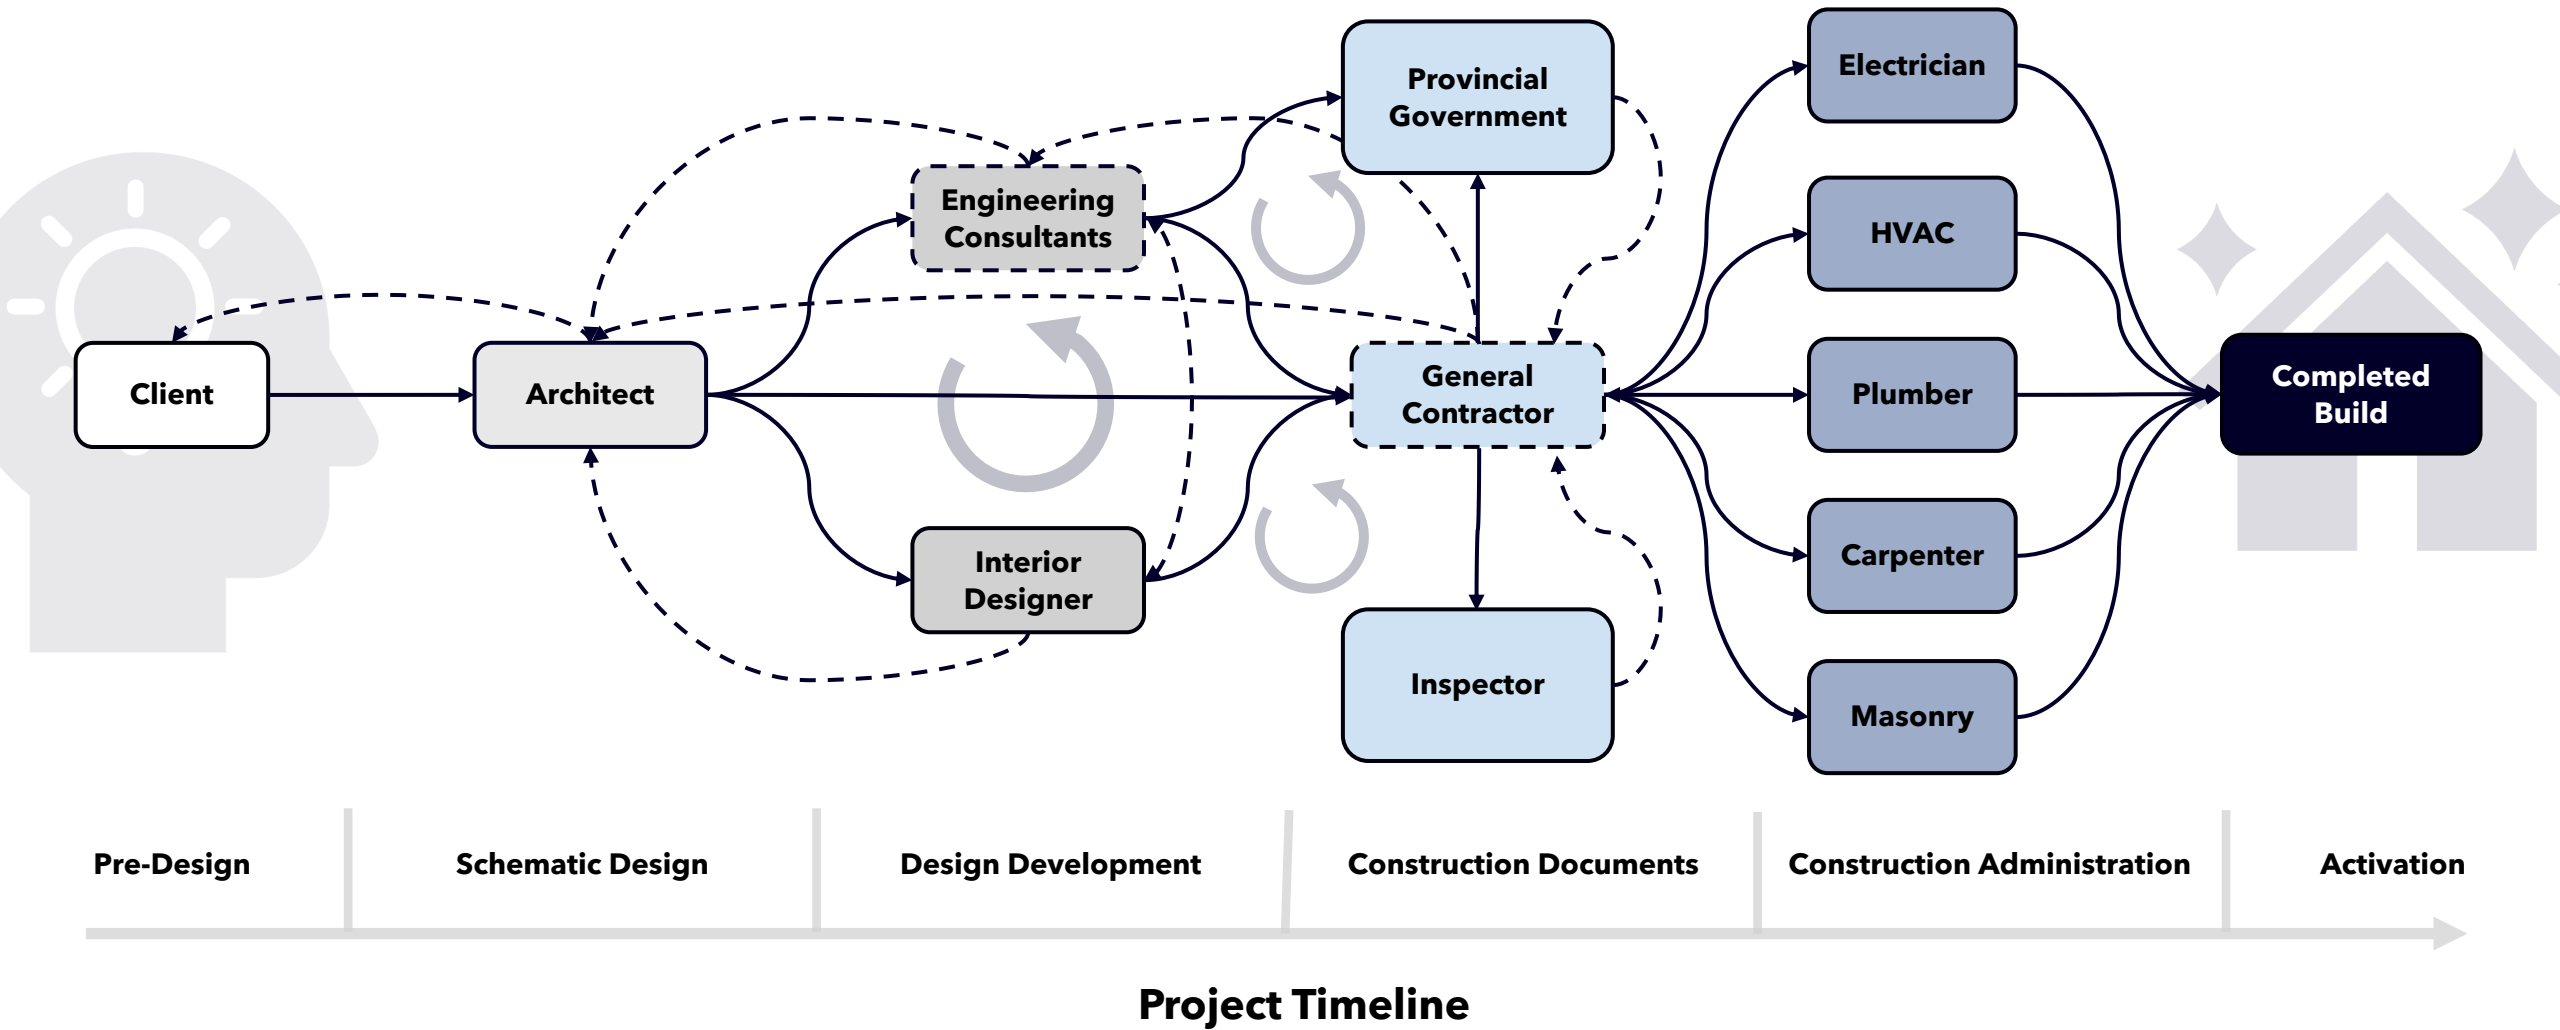 Client
Architect
Engineering
Consultants
Interior
Designer
Provincial
Government
General
Contractor
Inspector
Electrician
HVAC
Plumber
Carpenter
Masonry
Completed
Build
Pre-Design
Schematic Design
Design Development
Construction Documents
Construction Administration
Activation
Project Timeline